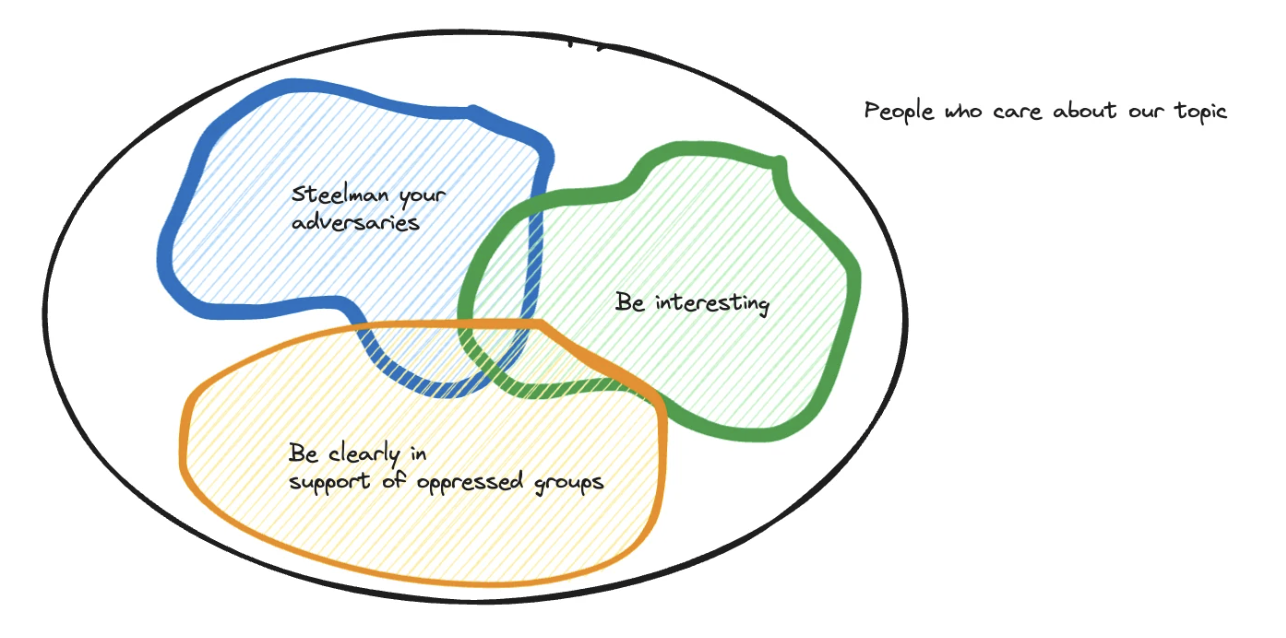 People who care about our topic
Steelman your
adversaries
Be interesting
Be clearly in
support of oppressed groups